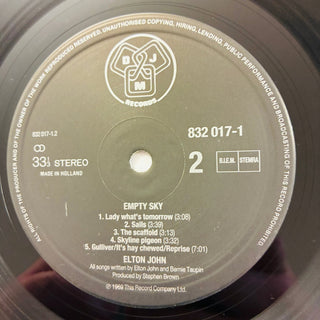 ALL RIGHTS OF THE PRODUCER AND OF THE OWNER OF THE WORK REPRODUCED RESERVED. UNAUTHORISED COPYING, HIRING, LENDING, PUBLIC PERFORMANCE AND BROADCASTING OF THIS RECORD PROHIBITED.
D J M
RECORDS
832 017-1.2
832 017-1
33⅓ STEREO
2
S.I.E.M. STEMRA
MADE IN HOLLAND
EMPTY SKY
1. Lady what's tomorrow (3:08)
2. Sails (3:39)
3. The scaffold (3:13)
4. Skyline pigeon (3:32)
5. Gulliver/It's hay chewed/Reprise (7:01)
ELTON JOHN
All songs written by Elton John and Bernie Taupin
Produced by Stephen Brown
℗ 1969 This Record Company Ltd.